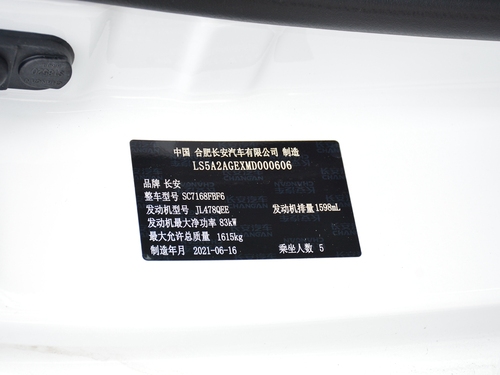 中国 合肥长安汽车有限公司 制造
LS5A2AGEXMD000606
品牌 长安
整车型号 SC7168FBF6
发动机型号 JL478QEE 发动机排量 1598mL
发动机最大净功率 83kW
最大允许总质量 1615kg
制造年月 2021-06-16 乘坐人数 5